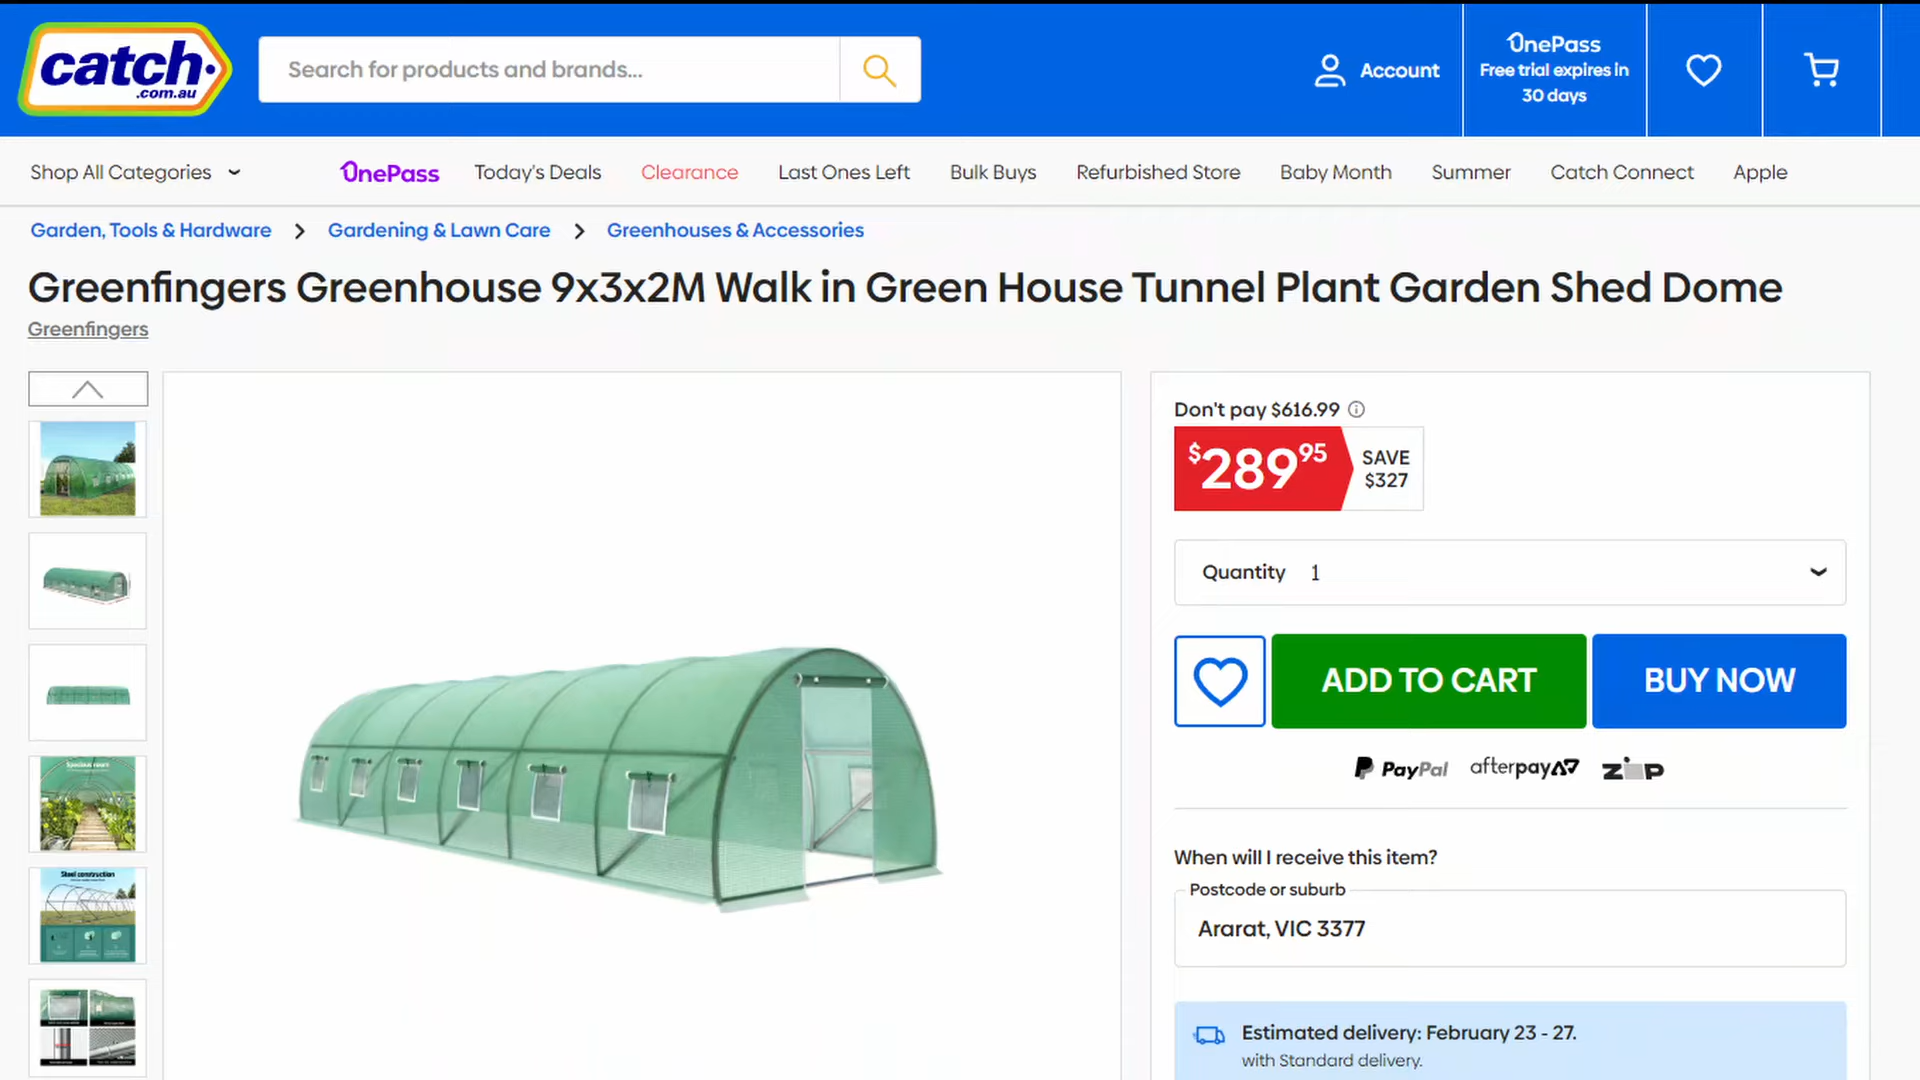 catch.com.au
Search for products and brands...
Account
OnePass
Free trial expires in
30 days
Shop All Categories
OnePass
Today's Deals
Clearance
Last Ones Left
Bulk Buys
Refurbished Store
Baby Month
Summer
Catch Connect
Apple
Garden, Tools & Hardware
Gardening & Lawn Care
Greenhouses & Accessories
Greenfingers Greenhouse 9x3x2M Walk in Green House Tunnel Plant Garden Shed Dome
Greenfingers
Spacious room
Steel construction
Don't pay $616.99
$289.95
SAVE
$327
Quantity 1
ADD TO CART
BUY NOW
PayPal
afterpay
zip
When will I receive this item?
Postcode or suburb
Ararat, VIC 3377
Estimated delivery: February 23 - 27.
with Standard delivery.